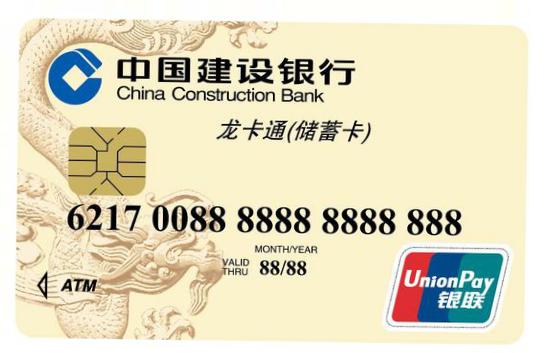 中国建设银行
China Construction Bank
龙卡通(储蓄卡)
6217 0088 8888 8888 888
MONTH/YEAR
VALID THRU 88/88
ATM
UnionPay
银联